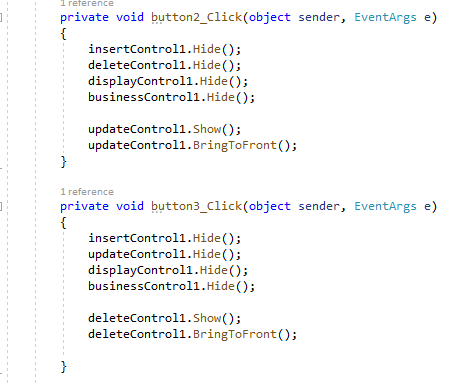 1 reference
private void button2_Click(object sender, EventArgs e)
{
insertControl1.Hide();
deleteControl1.Hide();
displayControl1.Hide();
businessControl1.Hide();
updateControl1.Show();
updateControl1.BringToFront();
}
1 reference
private void button3_Click(object sender, EventArgs e)
{
insertControl1.Hide();
updateControl1.Hide();
displayControl1.Hide();
businessControl1.Hide();
deleteControl1.Show();
deleteControl1.BringToFront();
}